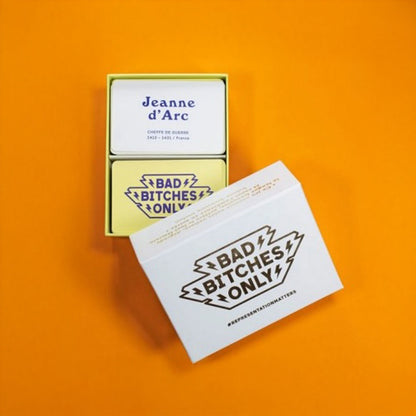 Jeanne
d'Arc
CHEFFE DE GUERRE
1412 - 1431 / France
BAD
BITCHES
ONLY
BAD
BITCHES
ONLY
#REPRESENTATIONMATTERS